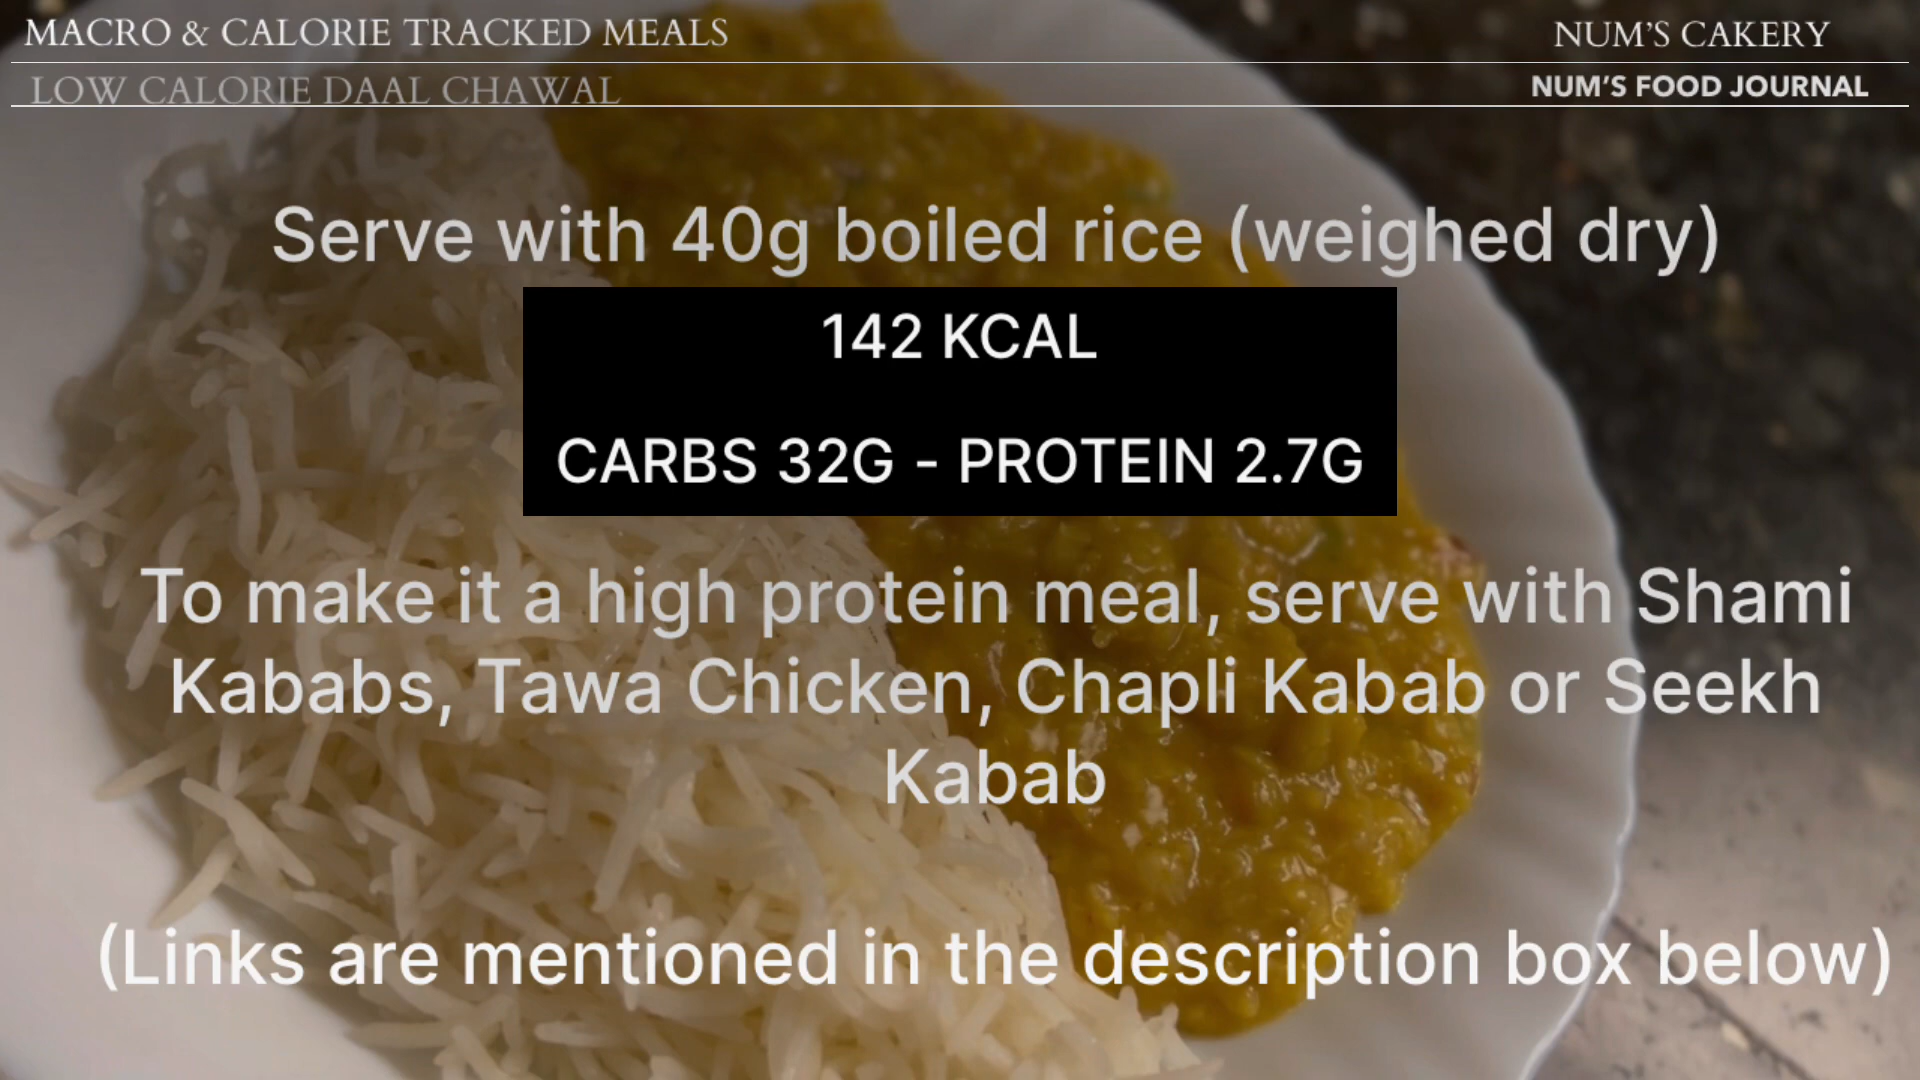 MACRO & CALORIE TRACKED MEALS
NUM'S CAKERY
LOW CALORIE DAAL CHAWAL
NUM'S FOOD JOURNAL
Serve with 40g boiled rice (weighed dry)
142 KCAL
CARBS 32G - PROTEIN 2.7G
To make it a high protein meal, serve with Shami
Kababs, Tawa Chicken, Chapli Kabab or Seekh
Kabab
(Links are mentioned in the description box below)